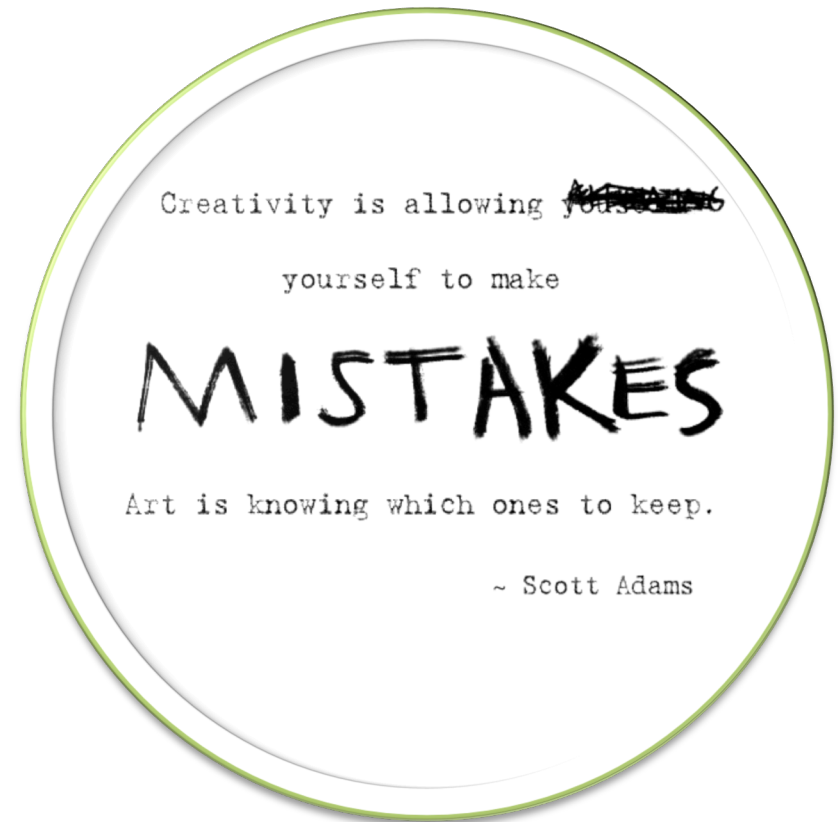 Creativity is allowing
yourself to make
MISTAKES
Art is knowing which ones to keep.
~ Scott Adams